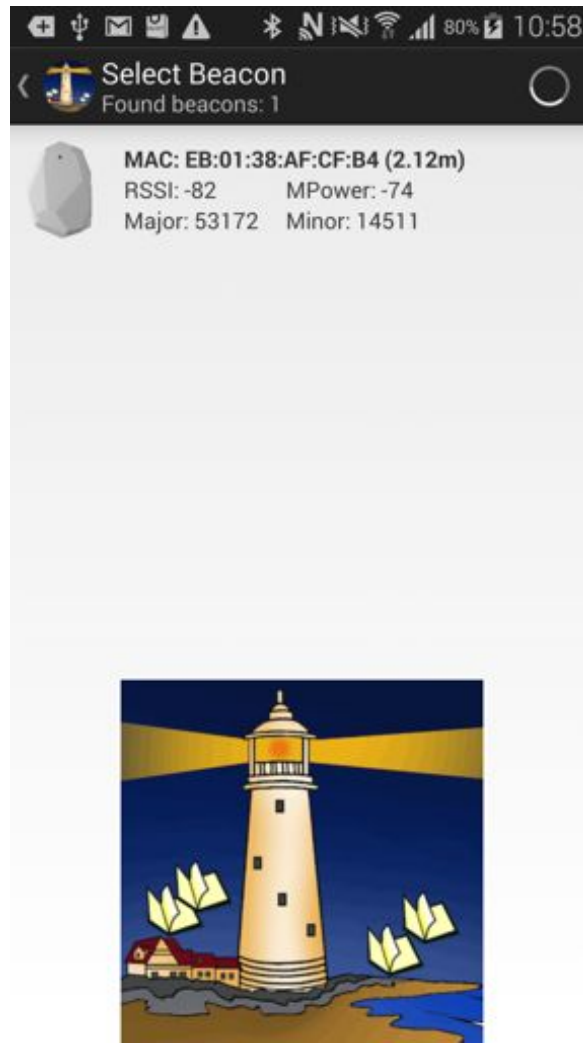 80% 10:58
Select Beacon
Found beacons: 1
MAC: EB:01:38:AF:CF:B4 (2.12m)
RSSI: -82 MPower: -74
Major: 53172 Minor: 14511